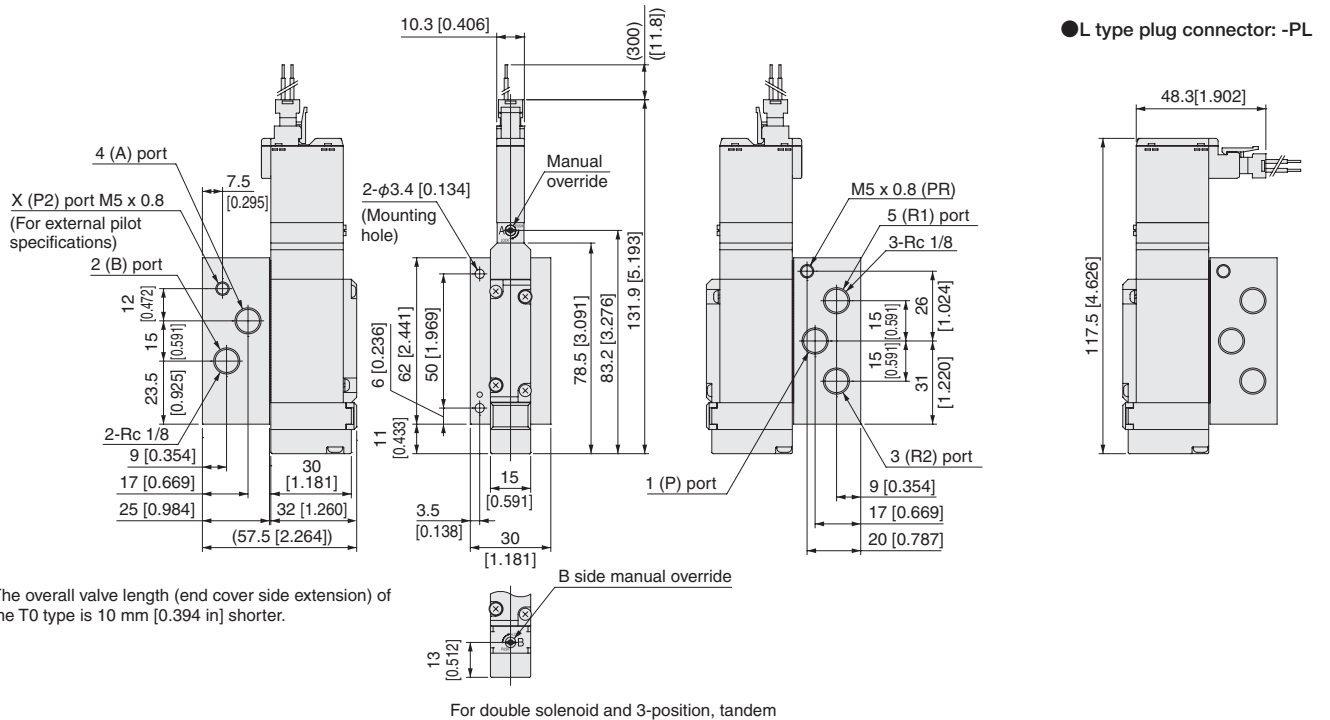 10.3 [0.406]
(300)
([11.8])
●L type plug connector: -PL
48.3[1.902]
117.5 [4.626]
4 (A) port
7.5
[0.295]
X (P2) port M5 x 0.8
(For external pilot
specifications)
2 (B) port
12
[0.472]
15
[0.591]
23.5
[0.925]
2-Rc 1/8
9 [0.354]
17 [0.669]
25 [0.984]
30
[1.181]
32 [1.260]
(57.5 [2.264])
2-φ3.4 [0.134]
(Mounting
hole)
Manual
override
A
6 [0.236]
62 [2.441]
50 [1.969]
11
[0.433]
78.5 [3.091]
83.2 [3.276]
131.9 [5.193]
15
[0.591]
3.5
[0.138]
30
[1.181]
M5 x 0.8 (PR)
5 (R1) port
3-Rc 1/8
15
[0.591]
15
[0.591]
26
[1.024]
31
[1.220]
3 (R2) port
1 (P) port
9 [0.354]
17 [0.669]
20 [0.787]
B side manual override
B
13
[0.512]
he overall valve length (end cover side extension) of
e T0 type is 10 mm [0.394 in] shorter.
For double solenoid and 3-position, tandem